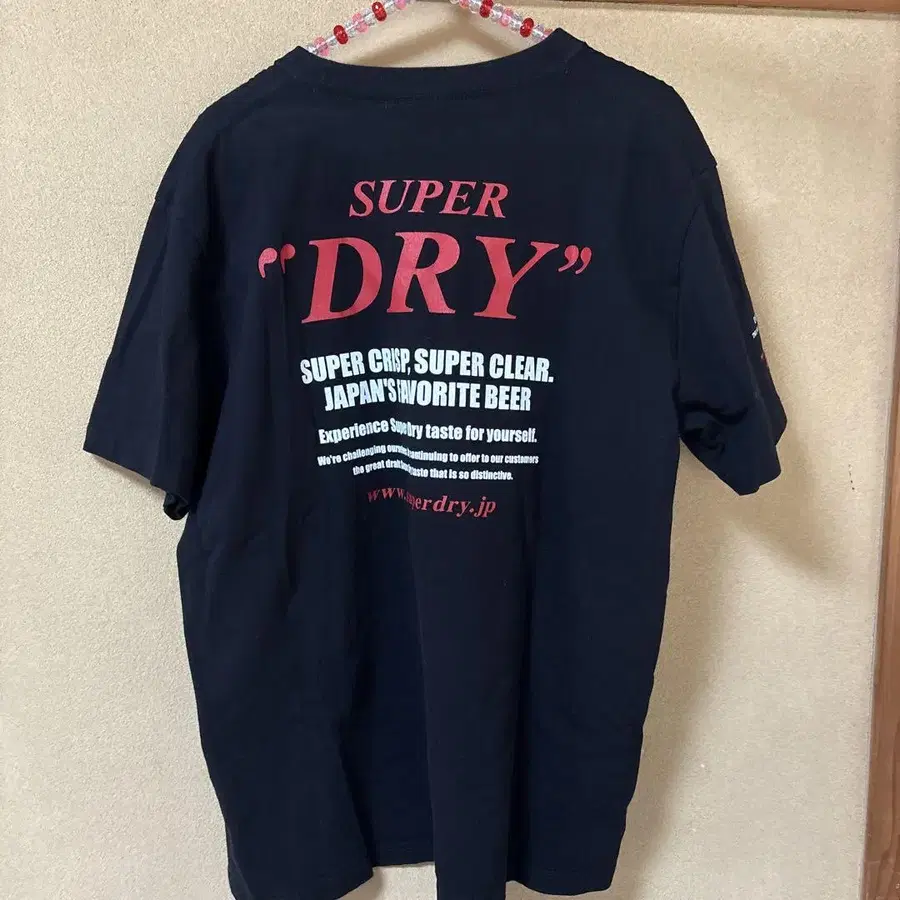 SUPER
“DRY”
SUPER CRISP, SUPER CLEAR.
JAPAN'S FAVORITE BEER
Experience Superdry taste for yourself.
We're challenging continuing to offer to our customers
the great draft taste that is so distinctive.
www.superdry.jp